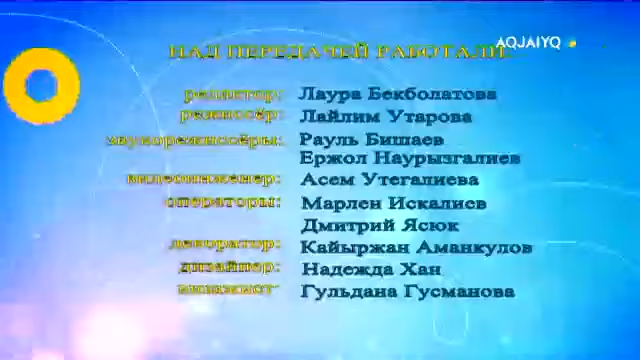 AQJAIYQ
НАД ПЕРЕДАЧЕЙ РАБОТАЛИ:
редактор: Лаура Бекболатова
режиссёр: Лайлим Утарова
звукорежиссёры: Рауль Бишаев
Ержол Наурызгалиев
видеоинженер: Асем Утегалиева
операторы: Марлен Искалиев
Дмитрий Ясюк
декоратор: Кайыржан Аманкулов
дизайнер: Надежда Хан
визажист Гульдана Гусманова